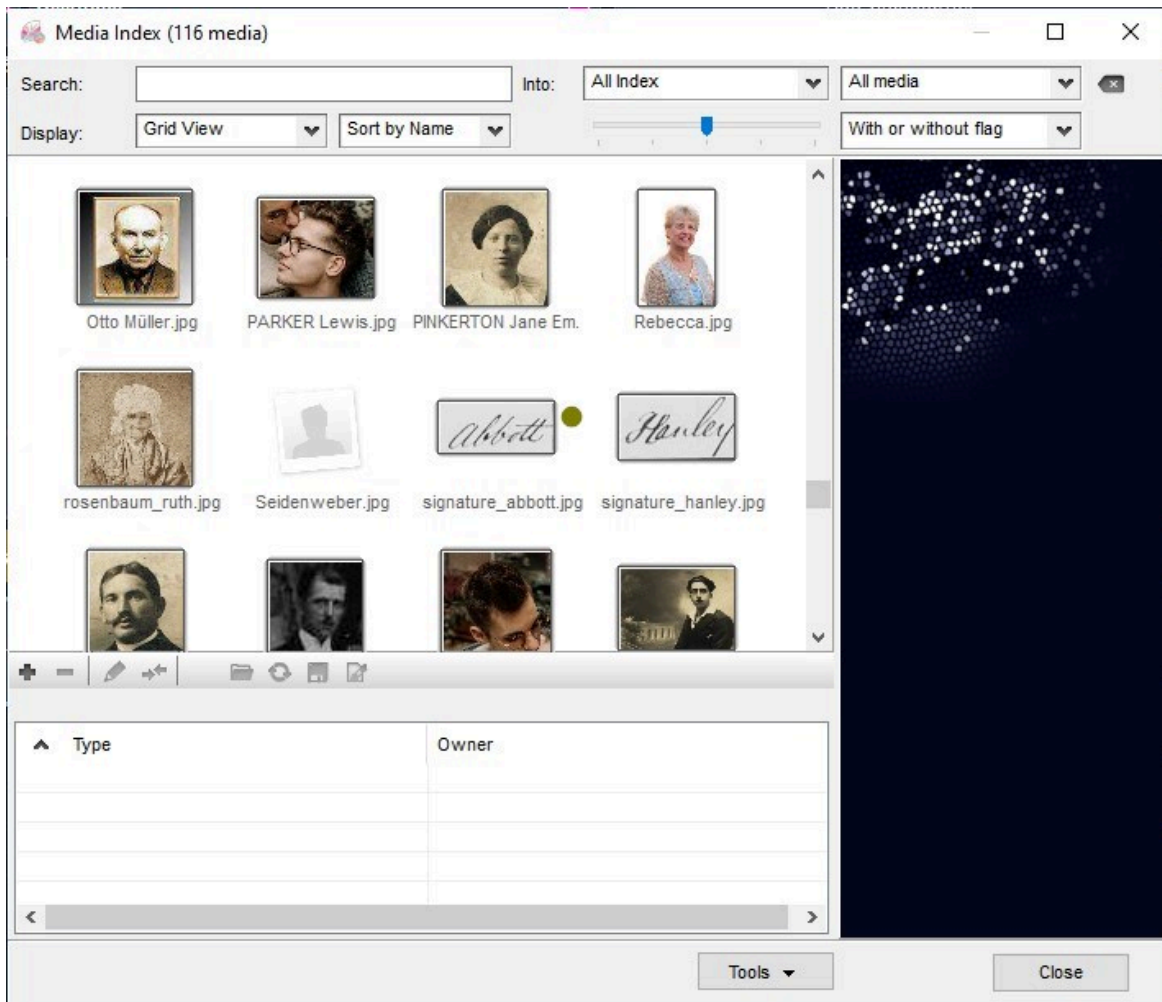 Media Index (116 media)
Search:
Into:
All Index
All media
Display:
Grid View
Sort by Name
With or without flag
Otto Müller.jpg
PARKER Lewis.jpg
PINKERTON Jane Em.
Rebecca.jpg
rosenbaum_ruth.jpg
Seidenweber.jpg
Abbott
signature_abbott.jpg
Hanley
signature_hanley.jpg
Type
Owner
Tools
Close